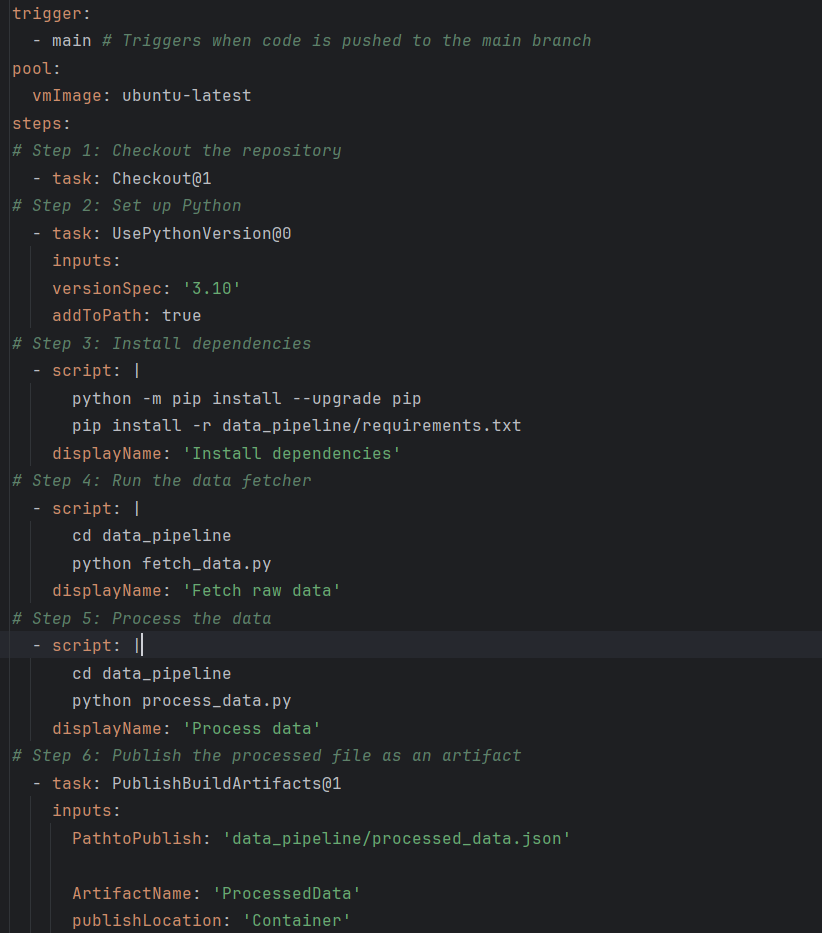 trigger:
  - main # Triggers when code is pushed to the main branch
pool:
  vmImage: ubuntu-latest
steps:
# Step 1: Checkout the repository
  - task: Checkout@1
# Step 2: Set up Python
  - task: UsePythonVersion@0
    inputs:
    versionSpec: '3.10'
    addToPath: true
# Step 3: Install dependencies
  - script: |
      python -m pip install --upgrade pip
      pip install -r data_pipeline/requirements.txt
    displayName: 'Install dependencies'
# Step 4: Run the data fetcher
  - script: |
      cd data_pipeline
      python fetch_data.py
    displayName: 'Fetch raw data'
# Step 5: Process the data
  - script: |
      cd data_pipeline
      python process_data.py
    displayName: 'Process data'
# Step 6: Publish the processed file as an artifact
  - task: PublishBuildArtifacts@1
    inputs:
      PathtoPublish: 'data_pipeline/processed_data.json'
      ArtifactName: 'ProcessedData'
      publishLocation: 'Container'